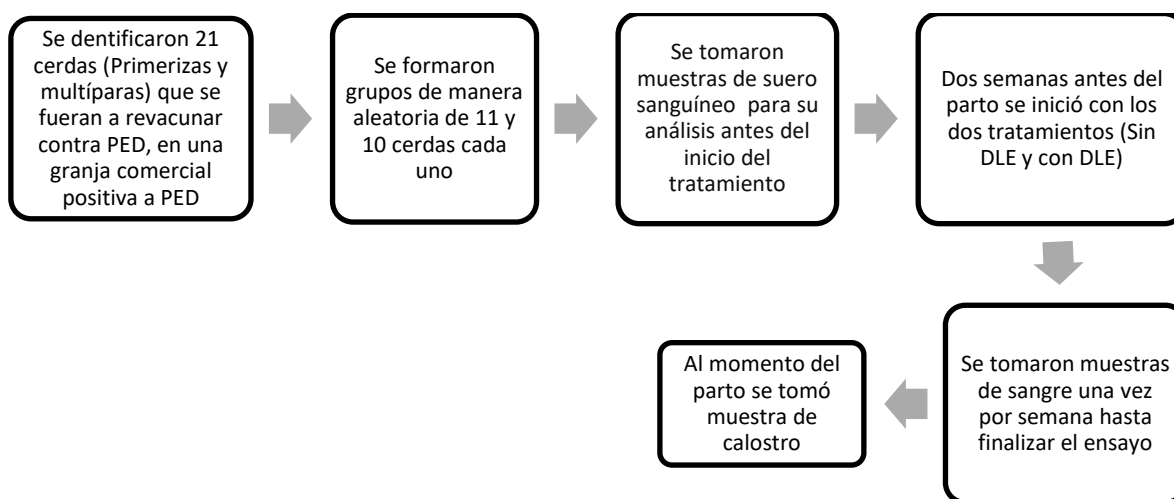 Se dentificaron 21
cerdas (Primerizas y
multíparas) que se
fueran a revacunar
contra PED, en una
granja comercial
positiva a PED
Se formaron
grupos de manera
aleatoria de 11 y
10 cerdas cada
uno
Se tomaron
muestras de suero
sanguíneo para su
análisis antes del
inicio del
tratamiento
Dos semanas antes del
parto se inició con los
dos tratamientos (Sin
DLE y con DLE)
Se tomaron muestras
de sangre una vez
por semana hasta
finalizar el ensayo
Al momento del
parto se tomó
muestra de
calostro